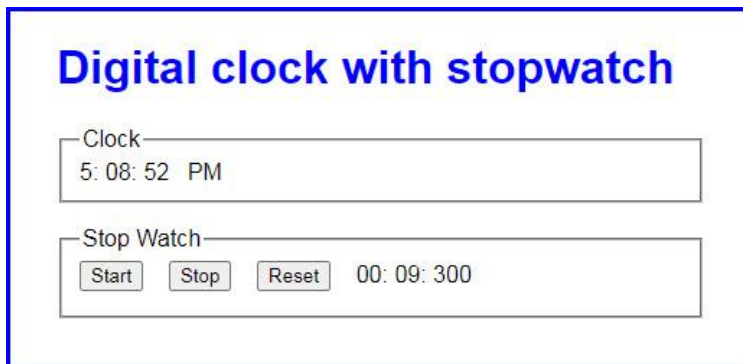 Digital clock with stopwatch
Clock
5: 08: 52 PM
Stop Watch
Start Stop Reset 00: 09: 300